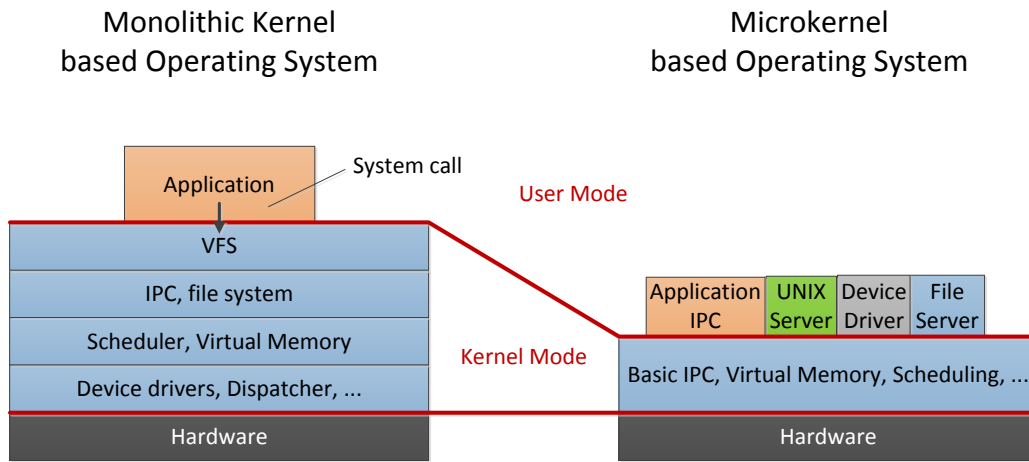 Monolithic Kernel
based Operating System
Microkernel
based Operating System
Application
System call
User Mode
VFS
IPC, file system
Scheduler, Virtual Memory
Device drivers, Dispatcher, ...
Hardware
Kernel Mode
Application
IPC
UNIX
Server
Device
Driver
File
Server
Basic IPC, Virtual Memory, Scheduling, ...
Hardware